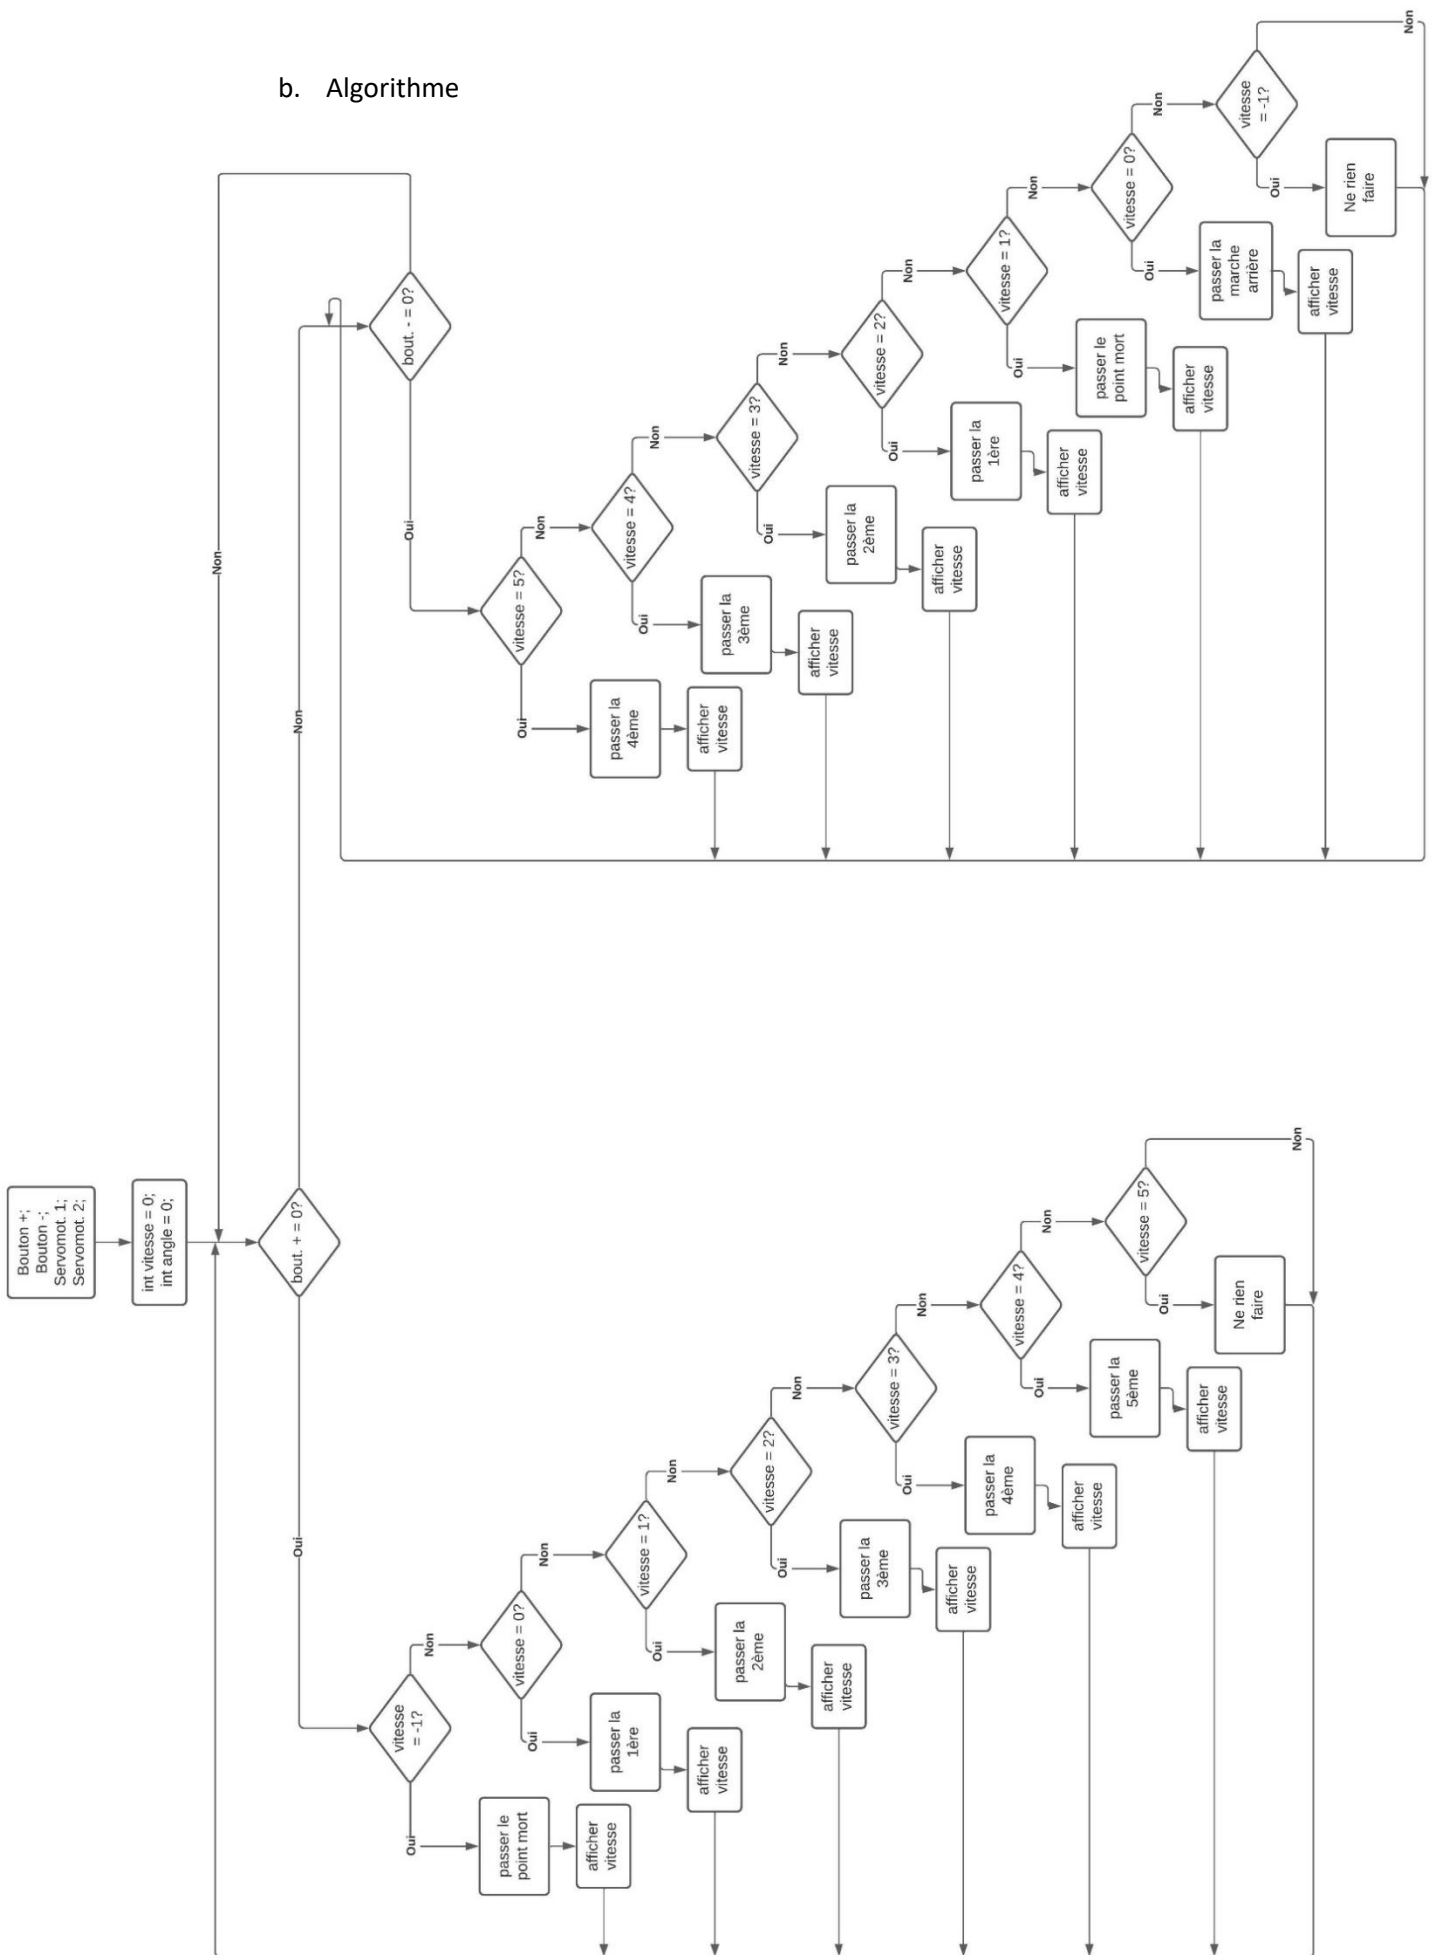 b. Algorithme
Bouton +;
Bouton -;
Servomot. 1;
Servomot. 2;
int vitesse = 0;
int angle = 0;
bout. + = 0?
Oui
Non
vitesse
= -1?
Oui
Non
passer le
point mort
afficher
vitesse
vitesse = 0?
Oui
Non
passer la
1ère
afficher
vitesse
vitesse = 1?
Oui
Non
passer la
2ème
afficher
vitesse
vitesse = 2?
Oui
Non
passer la
3ème
afficher
vitesse
vitesse = 3?
Oui
Non
passer la
4ème
afficher
vitesse
vitesse = 4?
Oui
Non
passer la
5ème
afficher
vitesse
vitesse = 5?
Oui
Non
Ne rien
faire
bout. - = 0?
Oui
Non
vitesse = 5?
Oui
Non
passer la
4ème
afficher
vitesse
vitesse = 4?
Oui
Non
passer la
3ème
afficher
vitesse
vitesse = 3?
Oui
Non
passer la
2ème
afficher
vitesse
vitesse = 2?
Oui
Non
passer la
1ère
afficher
vitesse
vitesse = 1?
Oui
Non
passer le
point mort
afficher
vitesse
vitesse = 0?
Oui
Non
passer la
marche
arrière
afficher
vitesse
vitesse
= -1?
Oui
Non
Ne rien
faire